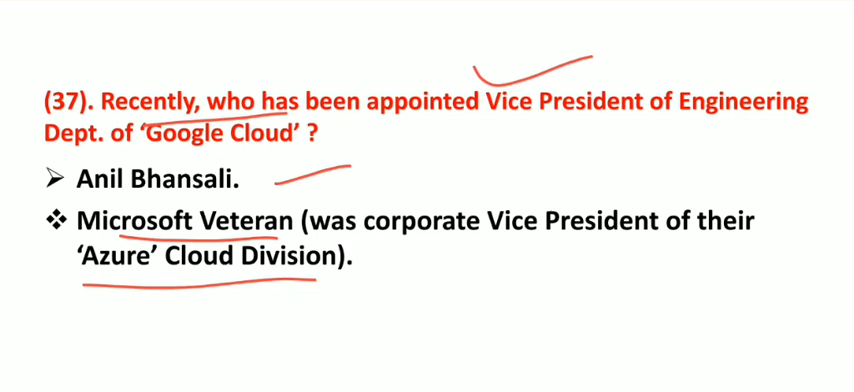 (37). Recently, who has been appointed Vice President of Engineering
Dept. of ‘Google Cloud’ ?
➢ Anil Bhansali.
❖ Microsoft Veteran (was corporate Vice President of their
‘Azure’ Cloud Division).